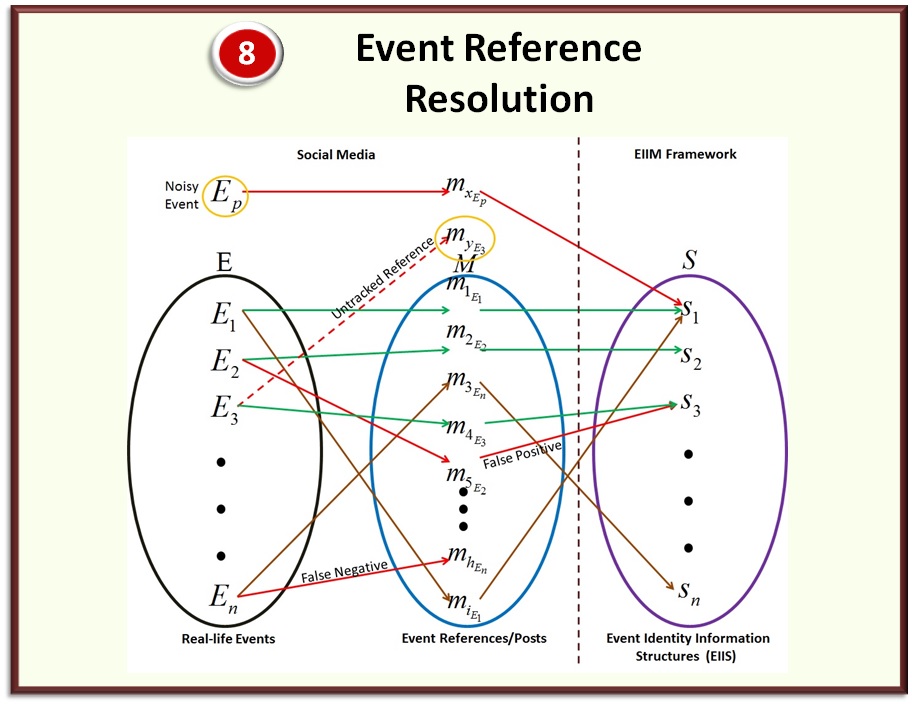 8
Event Reference
Resolution
Social Media
EIIM Framework
Noisy
Event
E_p
m_{x_{E_p}}
m_{y_{E_3}}
Untracked Reference
E
M
S
m_{1_{E_1}}
E_1
s_1
m_{2_{E_2}}
E_2
s_2
m_{3_{E_n}}
E_3
s_3
m_{4_{E_3}}
False Positive
m_{5_{E_2}}
False Negative
m_{h_{E_n}}
E_n
s_n
m_{i_{E_1}}
Real-life Events
Event References/Posts
Event Identity Information
Structures (EIIS)